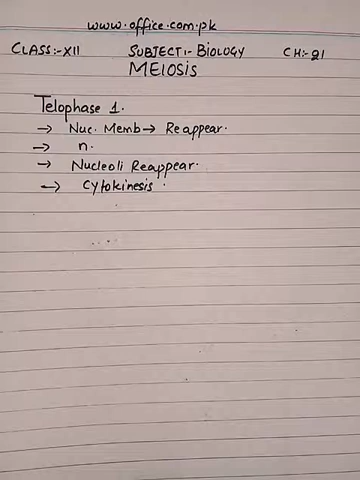 www.office.com.pk
CLASS:-XII SUBJECT:- BIOLOGY CH:-21
MEIOSIS
Telophase 1.
→ Nuc. Memb → Reappear.
→ n.
→ Nucleoli Reappear.
→ Cytokinesis.